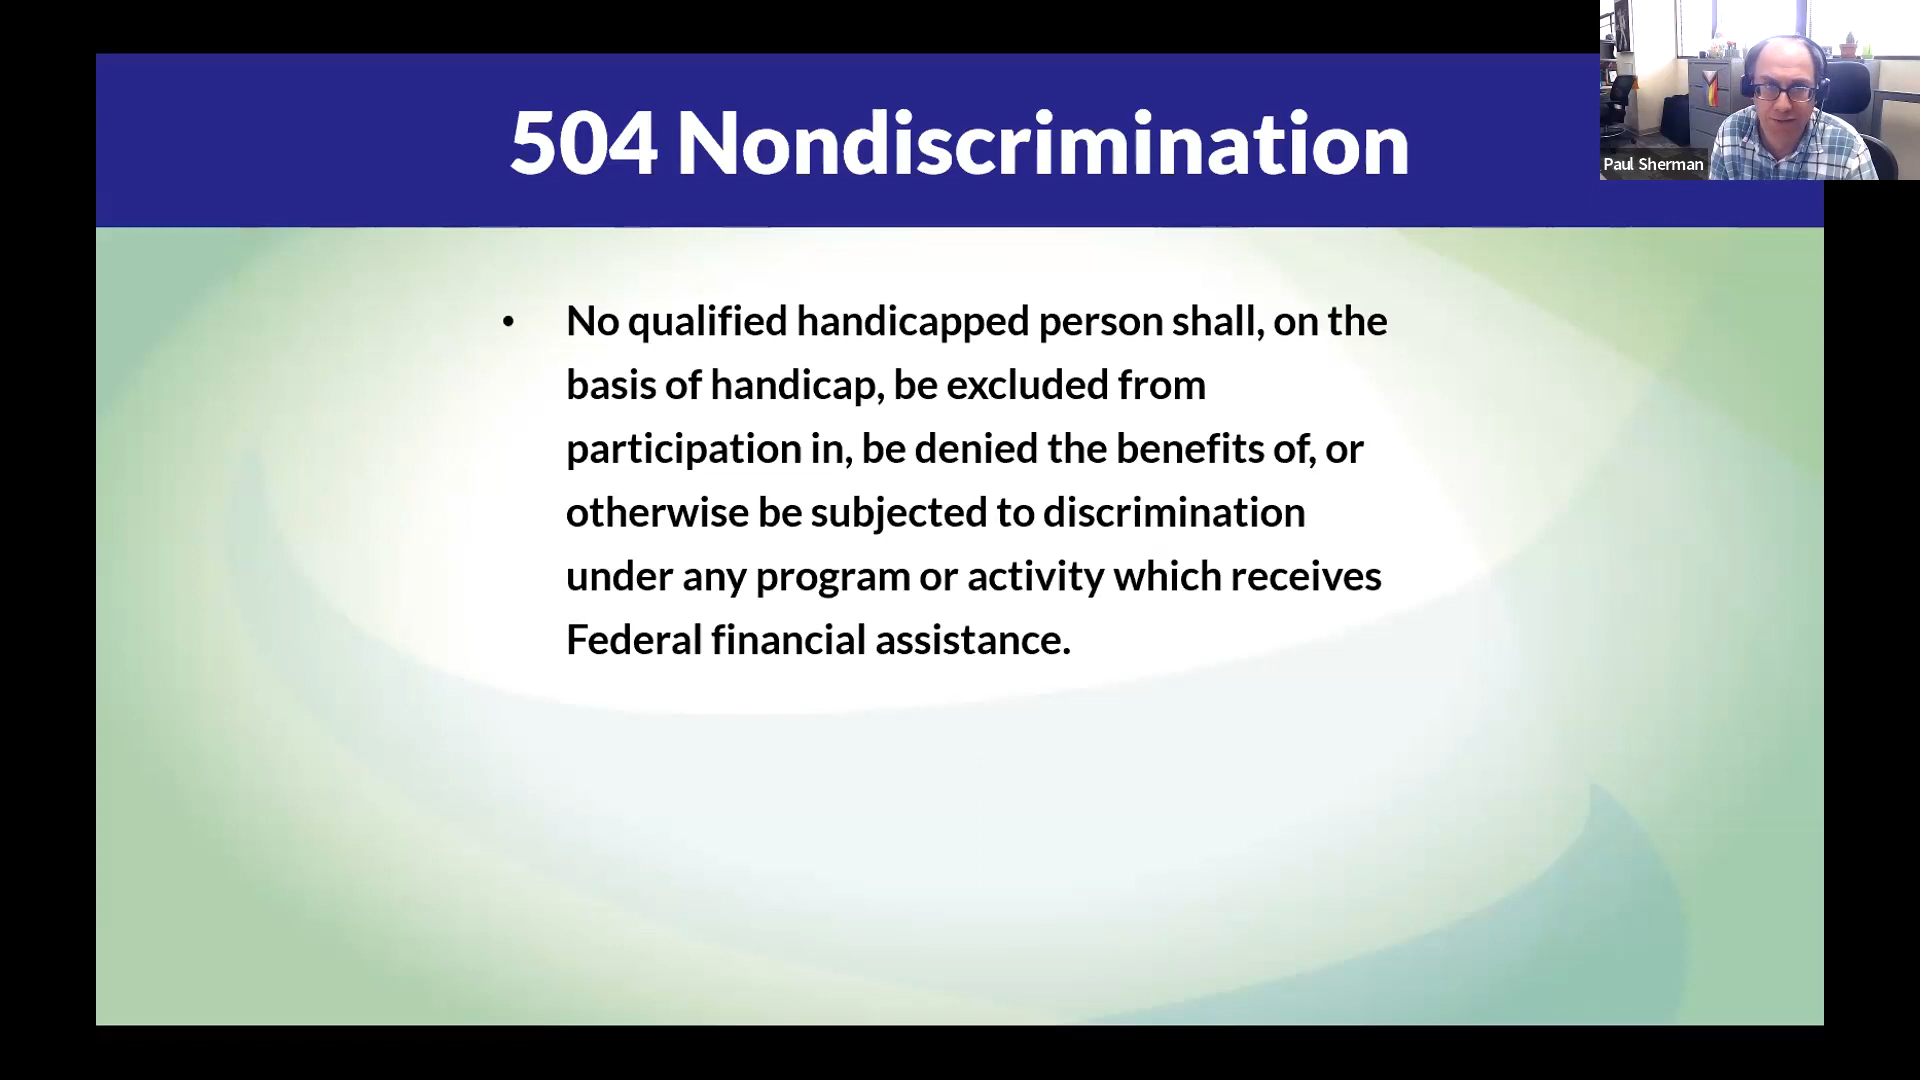 504 Nondiscrimination
Paul Sherman
• No qualified handicapped person shall, on the
basis of handicap, be excluded from
participation in, be denied the benefits of, or
otherwise be subjected to discrimination
under any program or activity which receives
Federal financial assistance.